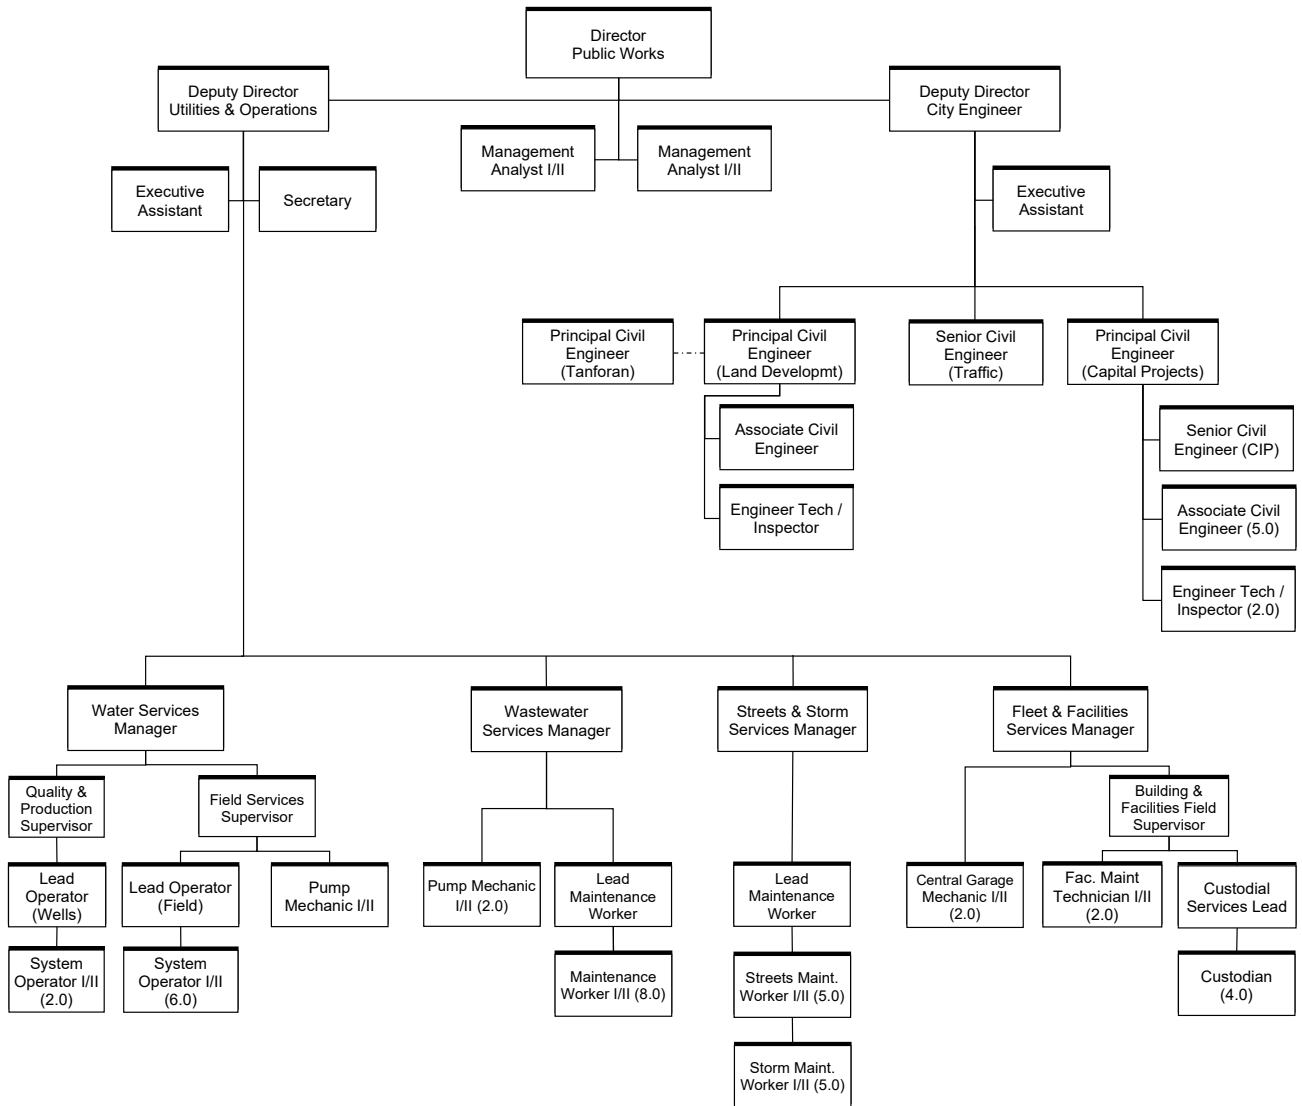 Director
Public Works
Deputy Director
Utilities & Operations
Deputy Director
City Engineer
Management
Analyst I/II
Management
Analyst I/II
Executive
Assistant
Secretary
Executive
Assistant
Principal Civil
Engineer
(Tanforan)
Principal Civil
Engineer
(Land Developmt)
Senior Civil
Engineer
(Traffic)
Principal Civil
Engineer
(Capital Projects)
Associate Civil
Engineer
Engineer Tech /
Inspector
Senior Civil
Engineer (CIP)
Associate Civil
Engineer (5.0)
Engineer Tech /
Inspector (2.0)
Water Services
Manager
Wastewater
Services Manager
Streets & Storm
Services Manager
Fleet & Facilities
Services Manager
Quality &
Production
Supervisor
Field Services
Supervisor
Building &
Facilities Field
Supervisor
Lead
Operator
(Wells)
Lead Operator
(Field)
Pump
Mechanic I/II
Pump Mechanic
I/II (2.0)
Lead
Maintenance
Worker
Lead
Maintenance
Worker
Central Garage
Mechanic I/II
(2.0)
Fac. Maint
Technician I/II
(2.0)
Custodial
Services Lead
System
Operator I/II
(2.0)
System
Operator I/II
(6.0)
Maintenance
Worker I/II (8.0)
Streets Maint.
Worker I/II (5.0)
Custodian
(4.0)
Storm Maint.
Worker I/II (5.0)